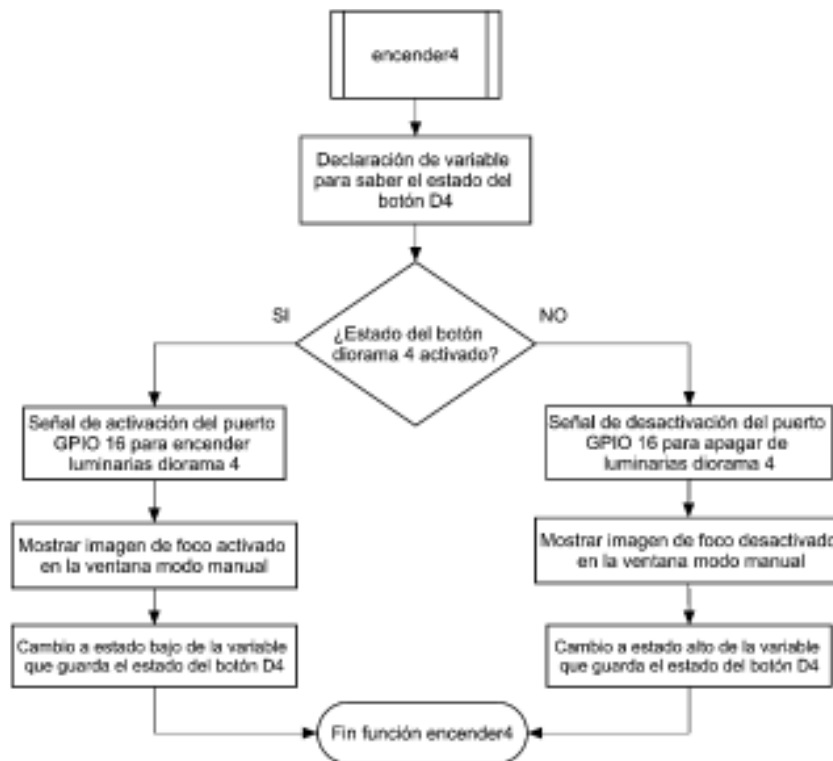 encender4
Declaración de variable
para saber el estado del
botón D4
SI
NO
¿Estado del botón
diorama 4 activado?
Señal de activación del puerto
GPIO 16 para encender
luminarias diorama 4
Señal de desactivación del puerto
GPIO 16 para apagar de
luminarias diorama 4
Mostrar imagen de foco activado
en la ventana modo manual
Mostrar imagen de foco desactivado
en la ventana modo manual
Cambio a estado bajo de la variable
que guarda el estado del botón D4
Cambio a estado alto de la variable
que guarda el estado del botón D4
Fin función encender4